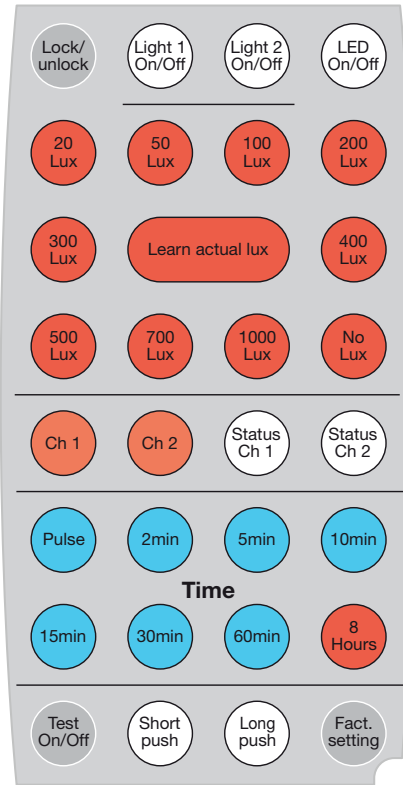 Lock/ unlock
Light 1 On/Off
Light 2 On/Off
LED On/Off
20 Lux
50 Lux
100 Lux
200 Lux
300 Lux
Learn actual lux
400 Lux
500 Lux
700 Lux
1000 Lux
No Lux
Ch 1
Ch 2
Status Ch 1
Status Ch 2
Pulse
2min
5min
10min
Time
15min
30min
60min
8 Hours
Test On/Off
Short push
Long push
Fact. setting